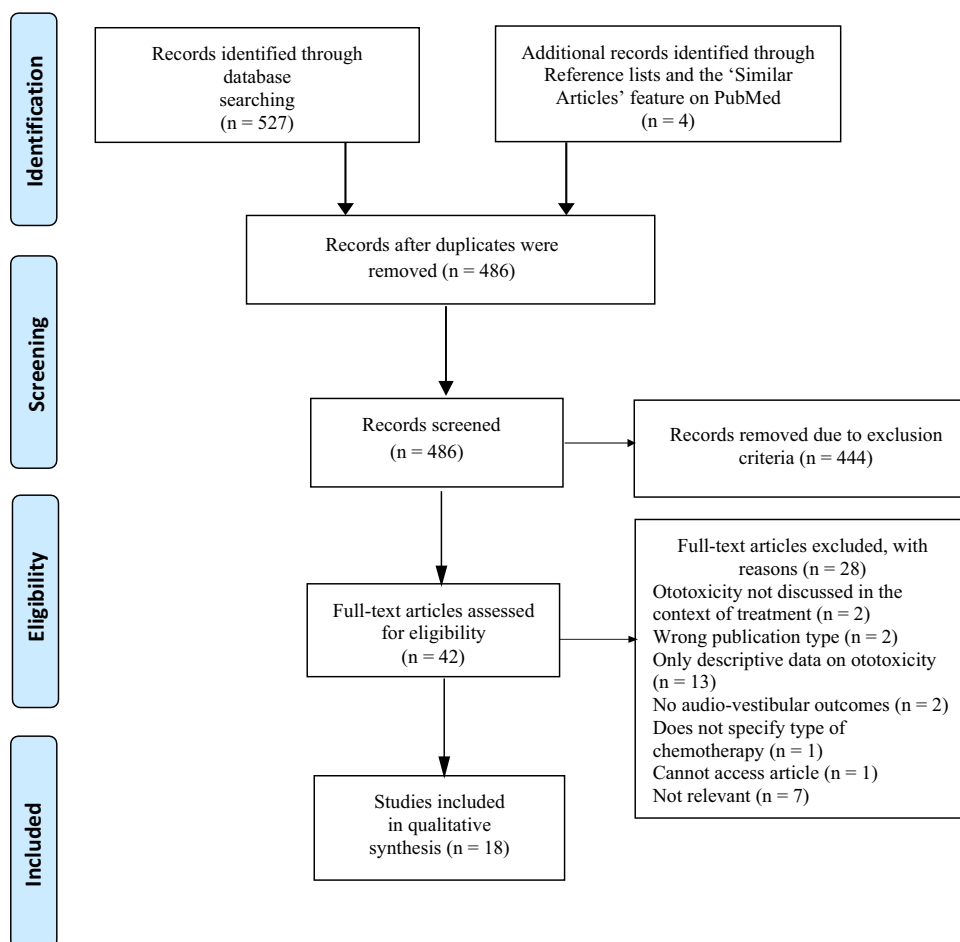 Identification
Records identified through
database
searching
(n = 527)
Additional records identified through
Reference lists and the ‘Similar
Articles’ feature on PubMed
(n = 4)
Records after duplicates were
removed (n = 486)
Screening
Records screened
(n = 486)
Records removed due to exclusion
criteria (n = 444)
Eligibility
Full-text articles assessed
for eligibility
(n = 42)
Full-text articles excluded, with
reasons (n = 28)
Ototoxicity not discussed in the
context of treatment (n = 2)
Wrong publication type (n = 2)
Only descriptive data on ototoxicity
(n = 13)
No audio-vestibular outcomes (n = 2)
Does not specify type of
chemotherapy (n = 1)
Cannot access article (n = 1)
Not relevant (n = 7)
Included
Studies included
in qualitative
synthesis (n = 18)